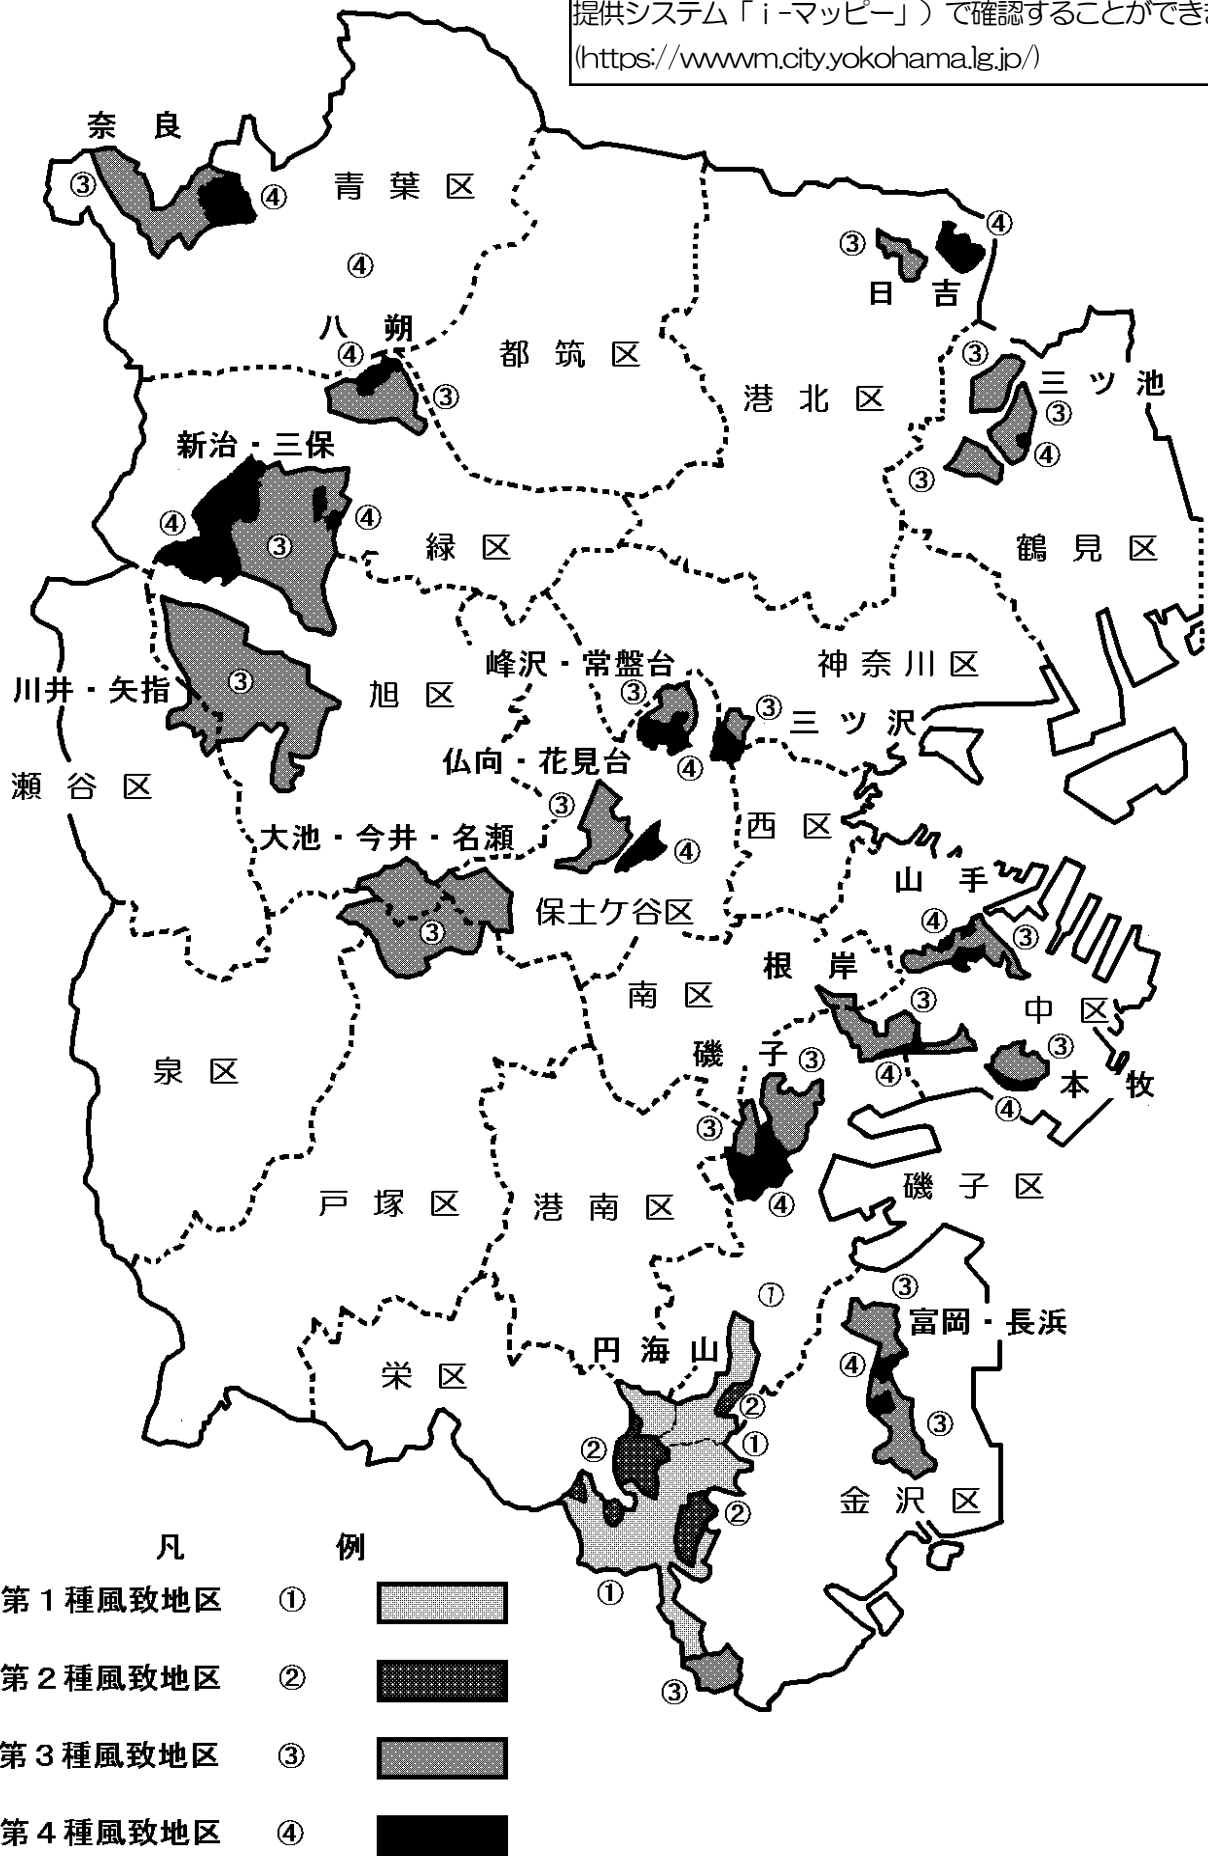 提供システム「ｉ-マッピー」）で確認することができま
(https://wwwm.city.yokohama.lg.jp/)
奈 良
③
④
青 葉 区
④
③
④
日 吉
八 朔
④
③
都 筑 区
港 北 区
③
三 ツ 池
③
④
③
新治・三保
④
③
④
緑 区
鶴 見 区
川井・矢指
③
旭 区
峰沢・常盤台
③
④
神 奈 川 区
③
三 ツ 沢
瀬 谷 区
仏向・花見台
③
④
西 区
大池・今井・名瀬
③
保土ケ谷区
山 手
④
③
根 岸
③
④
南 区
中 区
③
本 牧
④
泉 区
磯 子
③
③
④
磯 子 区
戸 塚 区
港 南 区
①
③
富岡・長浜
④
③
円 海 山
栄 区
②
①
②
②
金 沢 区
①
③
凡 例
第１種風致地区 ①
第２種風致地区 ②
第３種風致地区 ③
第４種風致地区 ④